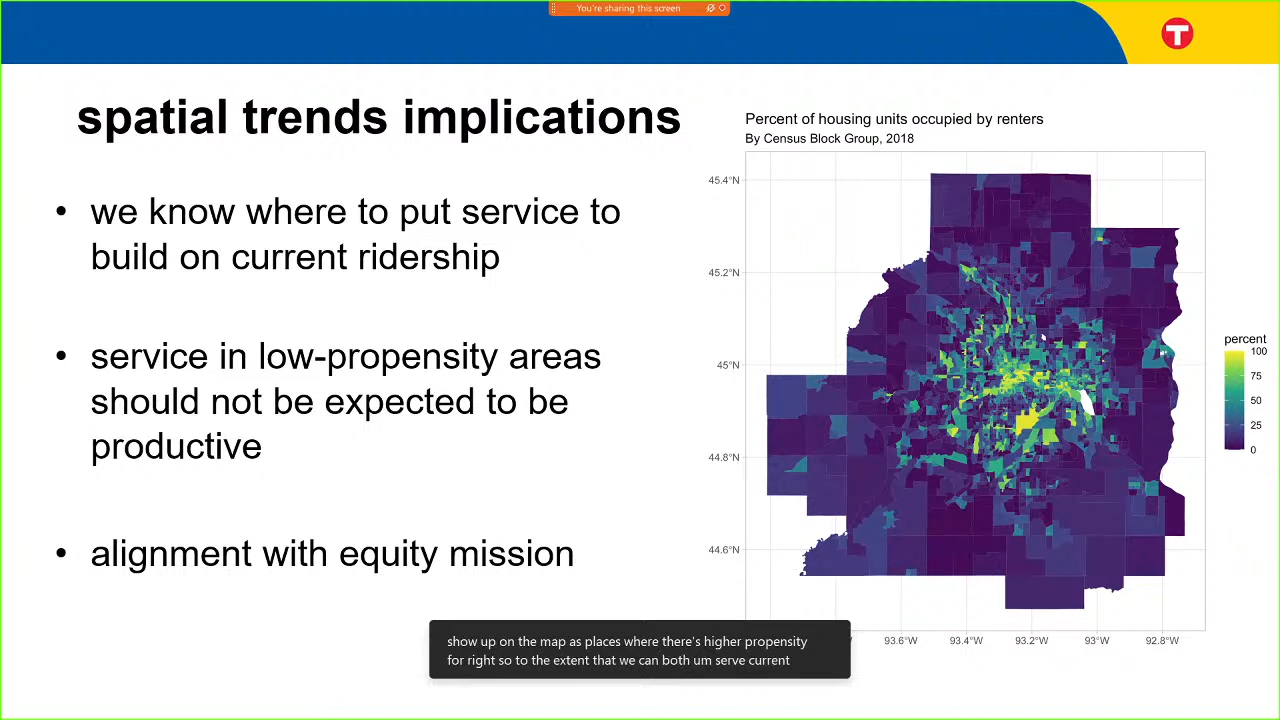 You're sharing this screen
T
spatial trends implications
• we know where to put service to
build on current ridership
• service in low-propensity areas
should not be expected to be
productive
• alignment with equity mission
Percent of housing units occupied by renters
By Census Block Group, 2018
45.4°N
45.2°N
45°N
44.8°N
44.6°N
93.6°W 93.4°W 93.2°W 93°W 92.8°W
percent
100
75
50
25
0
show up on the map as places where there's higher propensity
for right so to the extent that we can both um serve current